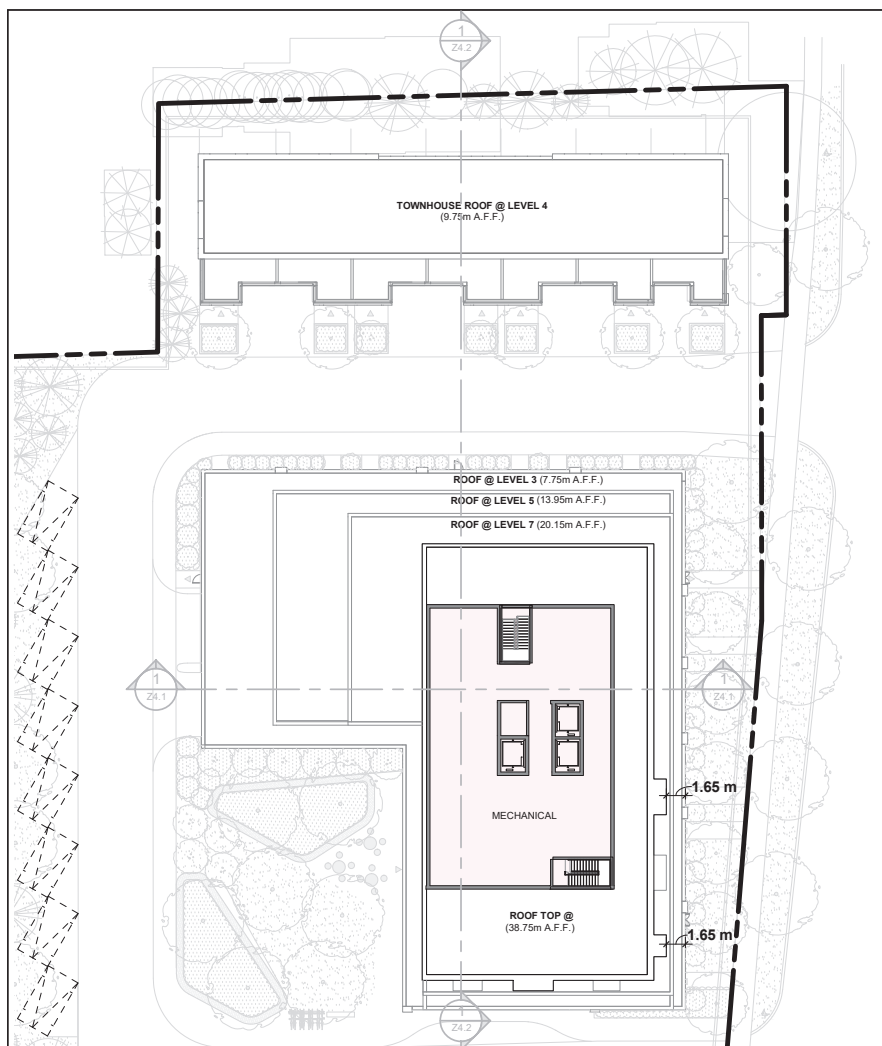 1
Z4.2
TOWNHOUSE ROOF @ LEVEL 4
(9.75m A.F.F.)
ROOF @ LEVEL 3 (7.75m A.F.F.)
ROOF @ LEVEL 5 (13.95m A.F.F.)
ROOF @ LEVEL 7 (20.15m A.F.F.)
1
Z4.1
1
Z4.1
1.65 m
MECHANICAL
ROOF TOP @
(38.75m A.F.F.)
1.65 m
1
Z4.2